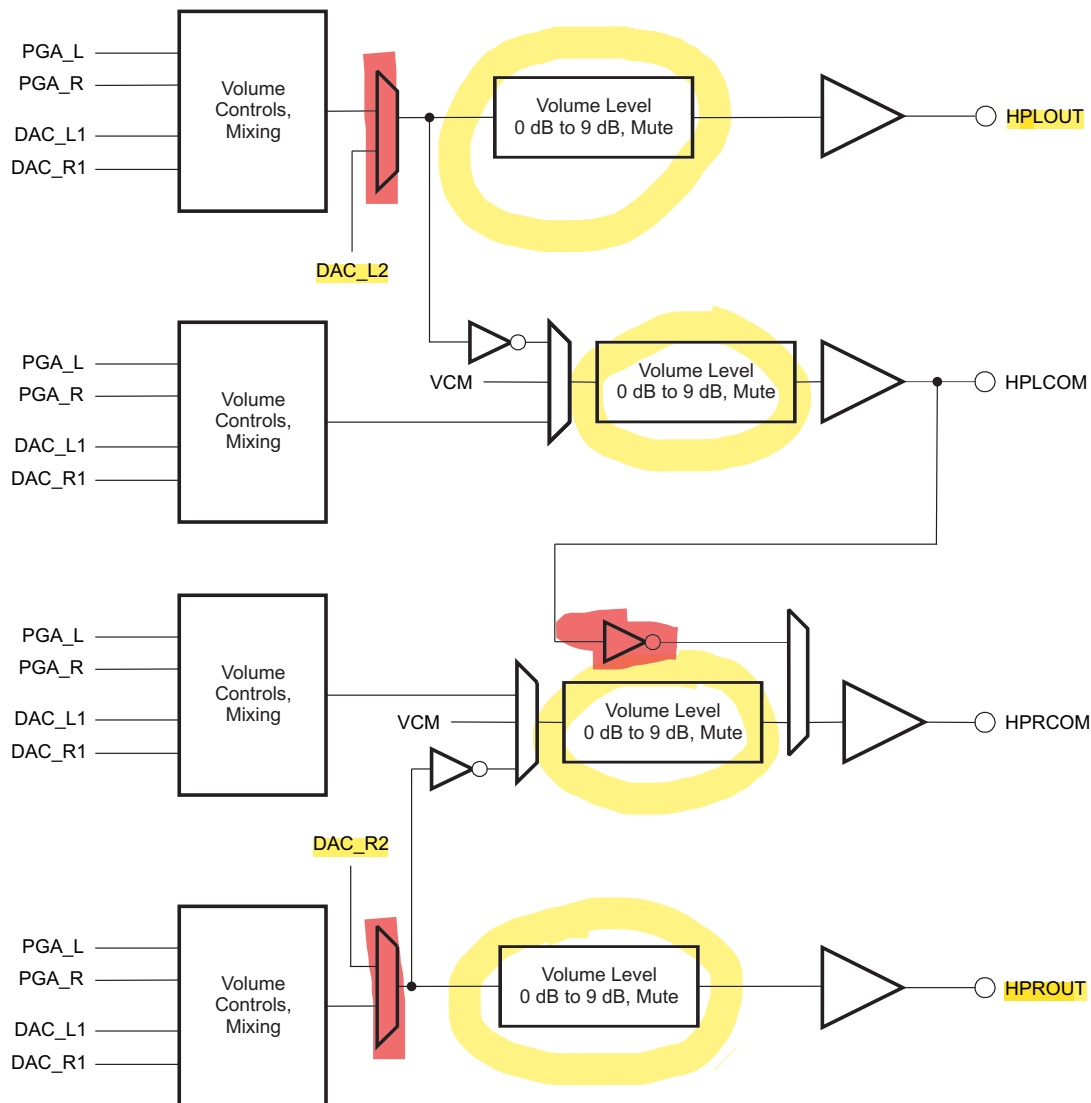 PGA_L
PGA_R
DAC_L1
DAC_R1
Volume
Controls,
Mixing
DAC_L2
Volume Level
0 dB to 9 dB, Mute
HPLOUT
PGA_L
PGA_R
DAC_L1
DAC_R1
Volume
Controls,
Mixing
VCM
Volume Level
0 dB to 9 dB, Mute
HPLCOM
PGA_L
PGA_R
DAC_L1
DAC_R1
Volume
Controls,
Mixing
VCM
Volume Level
0 dB to 9 dB, Mute
HPRCOM
DAC_R2
PGA_L
PGA_R
DAC_L1
DAC_R1
Volume
Controls,
Mixing
Volume Level
0 dB to 9 dB, Mute
HPROUT